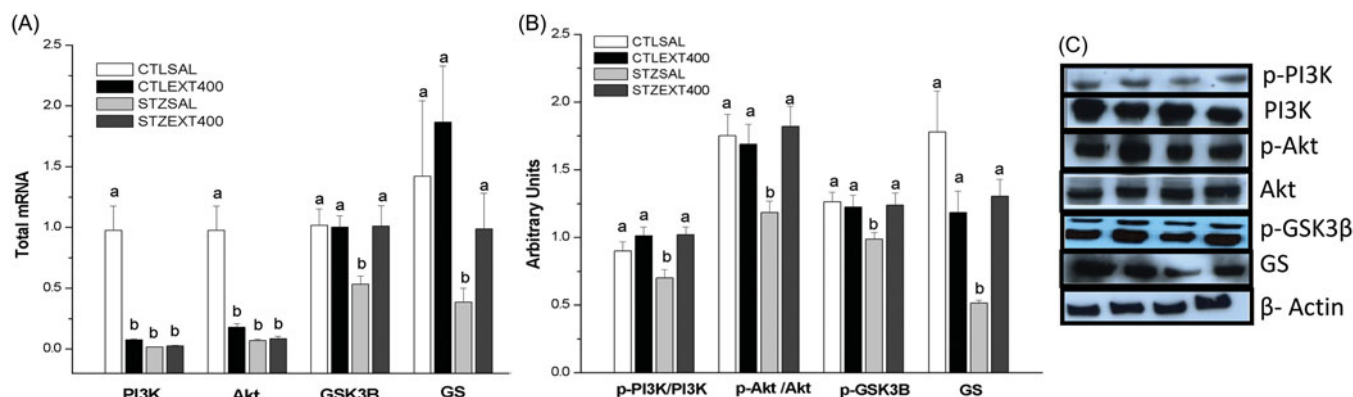 (A)
2.5
2.0
1.5
1.0
0.5
0.0
Total mRNA
CTLSAL
CTLEXT400
STZSAL
STZEXT400
a
b
b
b
a
b
b
b
a
a
b
a
a
a
b
a
PI3K
Akt
GSK3B
GS
(B)
2.5
2.0
1.5
1.0
0.5
0.0
Arbitrary Units
CTLSAL
CTLEXT400
STZSAL
STZEXT400
a
a
b
a
a
a
b
a
a
a
b
a
a
a
b
a
p-PI3K/PI3K
p-Akt /Akt
p-GSK3B
GS
(C)
p-PI3K
PI3K
p-Akt
Akt
p-GSK3β
GS
β- Actin